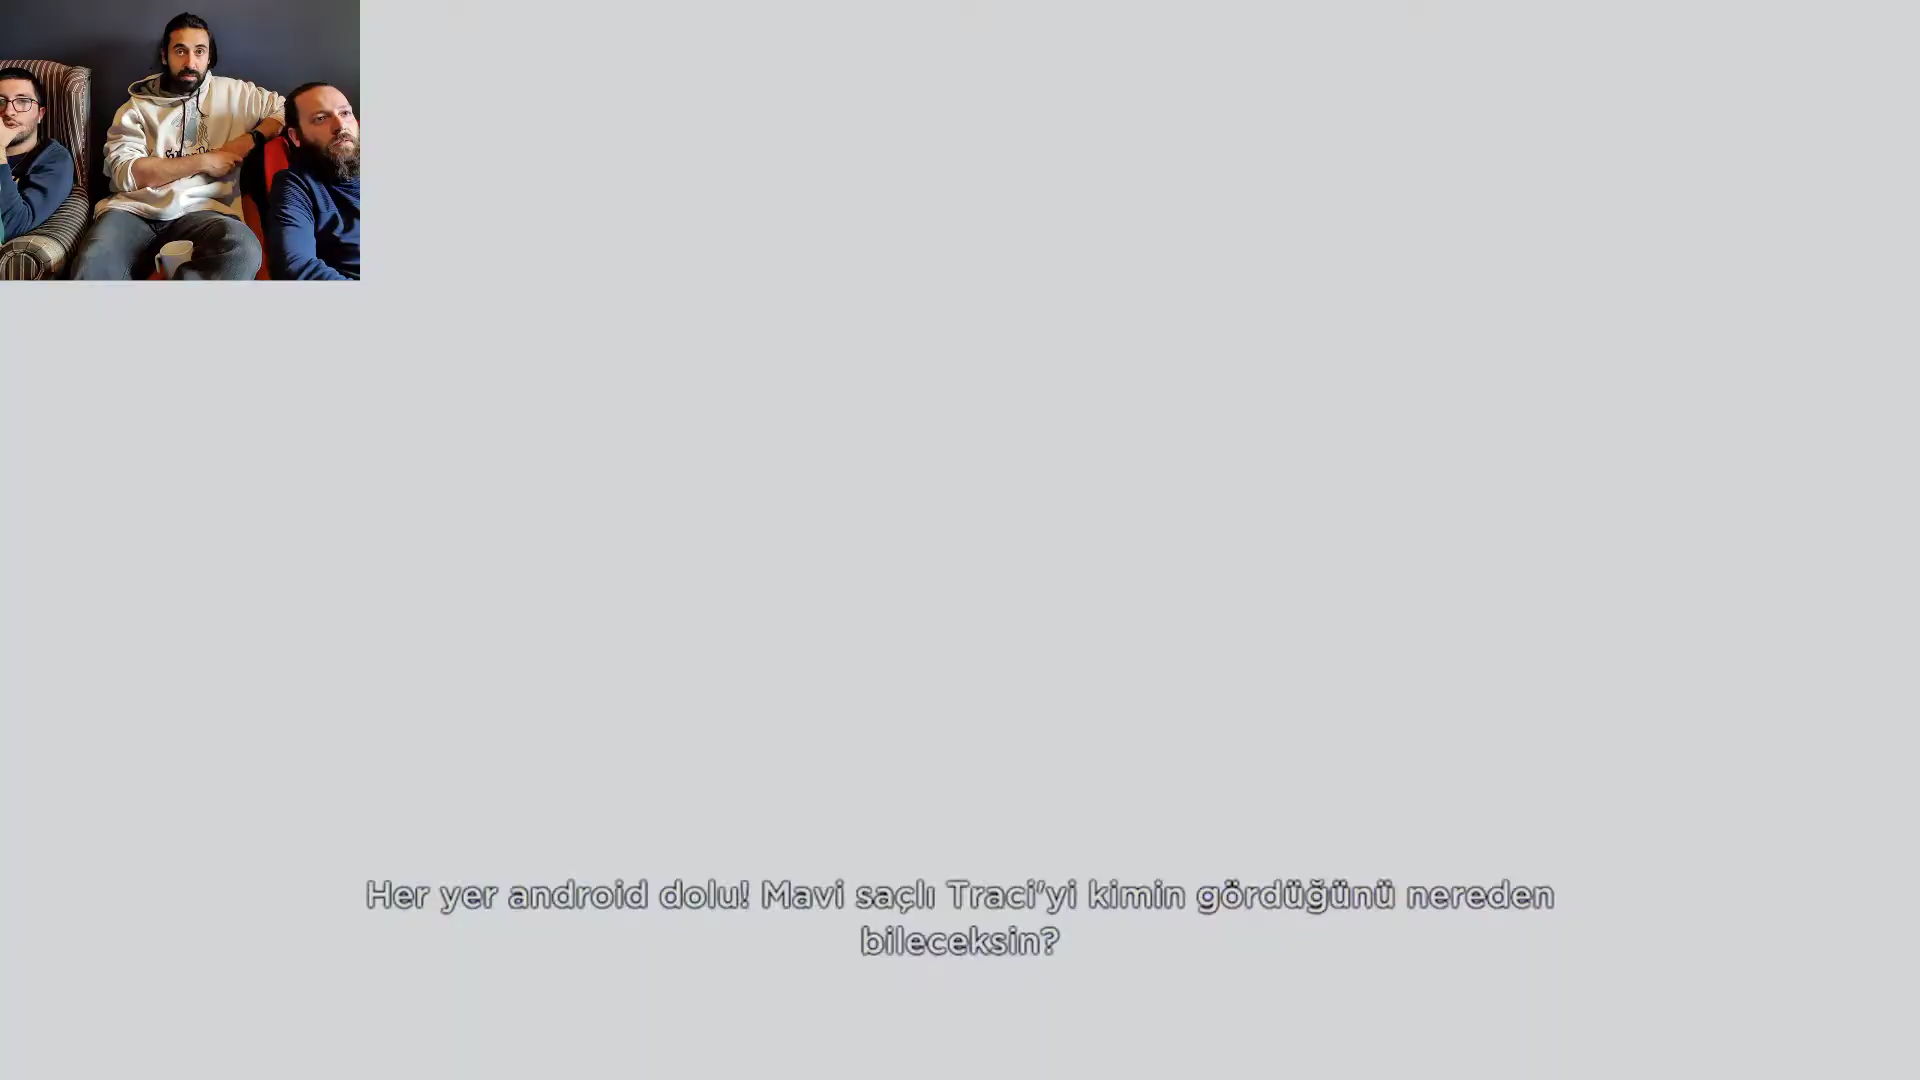 Her yer android dolu! Mavi saçlı Traci'yi kimin gördüğünü nereden
bileceksin?